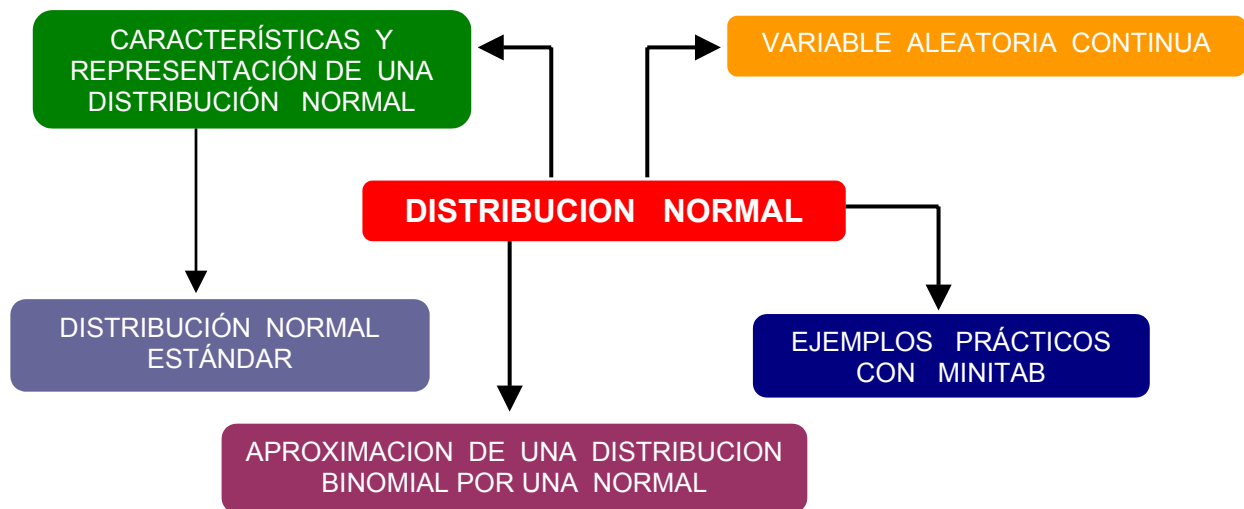 CARACTERÍSTICAS Y
REPRESENTACIÓN DE UNA
DISTRIBUCIÓN NORMAL
VARIABLE ALEATORIA CONTINUA
DISTRIBUCION NORMAL
DISTRIBUCIÓN NORMAL
ESTÁNDAR
EJEMPLOS PRÁCTICOS
CON MINITAB
APROXIMACION DE UNA DISTRIBUCION
BINOMIAL POR UNA NORMAL